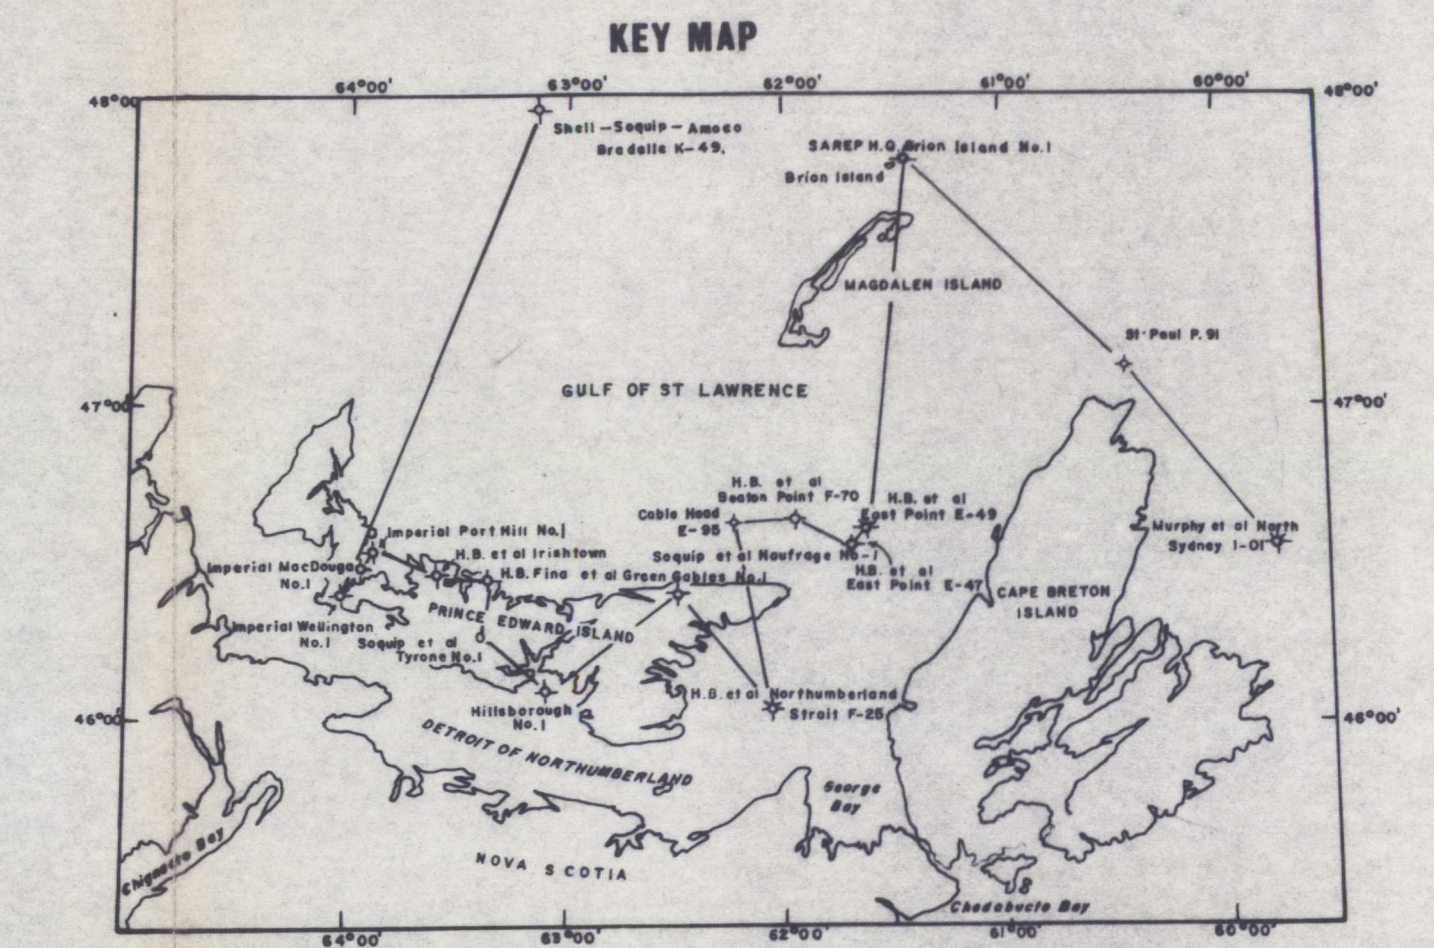 KEY MAP
64°00' 63°00' 62°00' 61°00' 60°00'
48°00 48°00'
Shell-Soquip-Amoco
Bradelle K-49.
SAREP H.Q. Brion Island No.1
Brion Island
MAGDALEN ISLAND
St. Paul P.91
GULF OF ST LAWRENCE
47°00' 47°00'
H.B. et al
Beaton Point F-70
H.B. et al
East Point E-49
Cable Head
E-95
Murphy et al North
Sydney I-01
Imperial Port Hill No.1
H.B. et al Irishtown
Soquip et al Naufrage No-1
H.B. et al
East Point E-47
Imperial MacDougal
No.1
H.B. Fina et al Green Gables No.1
CAPE BRETON
ISLAND
PRINCE EDWARD ISLAND
Imperial Wellington
No.1
Soquip et al
Tyrone No.1
H.B. et al Northumberland
Strait F-25
Hillsborough
No.1
46°00' 46°00'
DETROIT OF NORTHUMBERLAND
George
Bay
Chignecto Bay
NOVA SCOTIA
Chedabucto Bay
64°00' 63°00' 62°00' 61°00' 60°00'